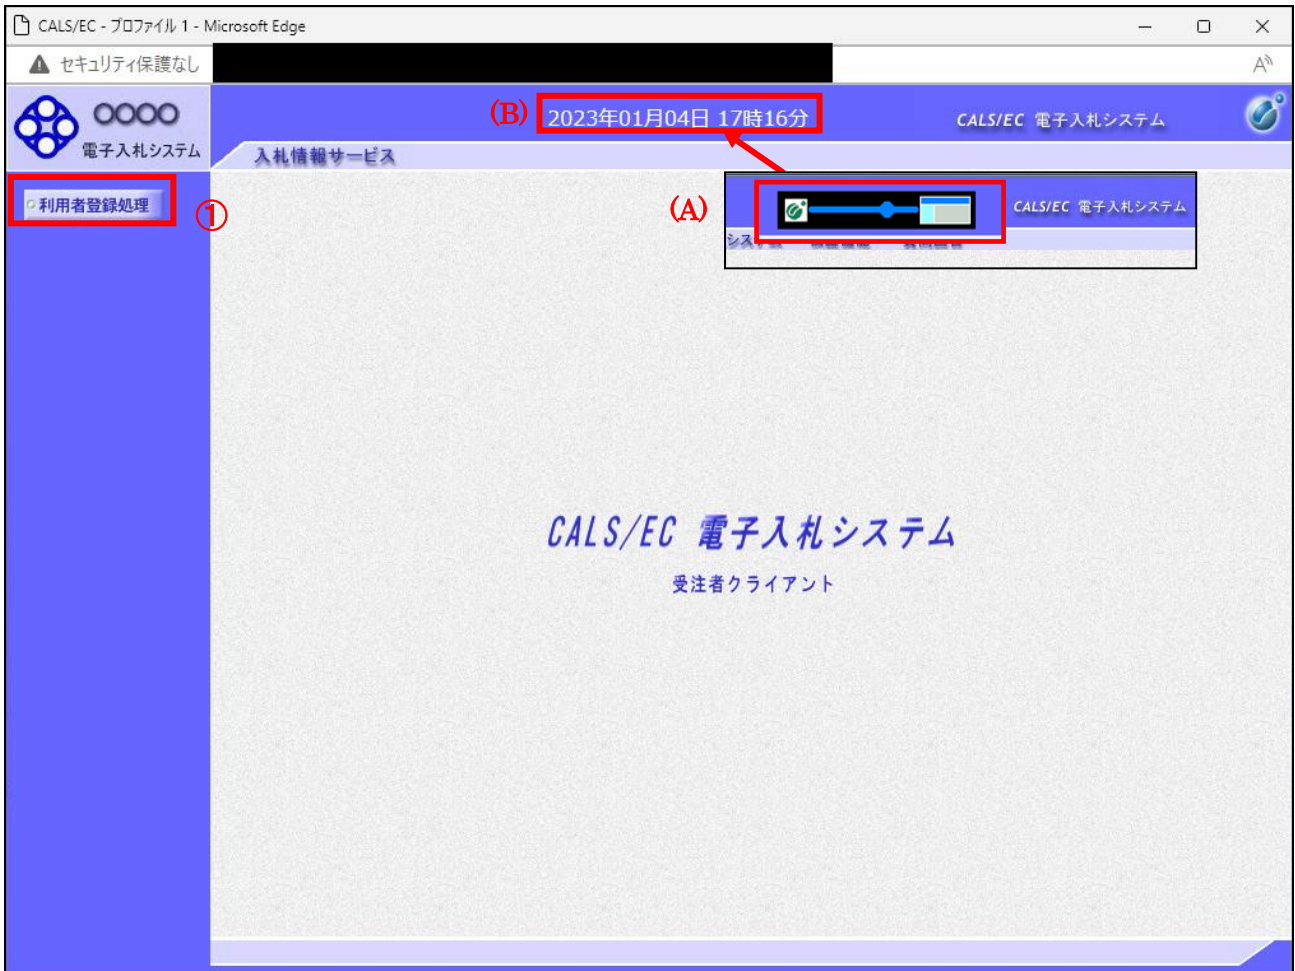 CALS/EC - プロファイル 1 - Microsoft Edge
セキュリティ保護なし
○○○○
電子入札システム
(B)
2023年01月04日 17時16分
CALS/EC 電子入札システム
入札情報サービス
利用者登録処理
①
(A)
CALS/EC 電子入札システム
CALS/EC 電子入札システム
受注者クライアント